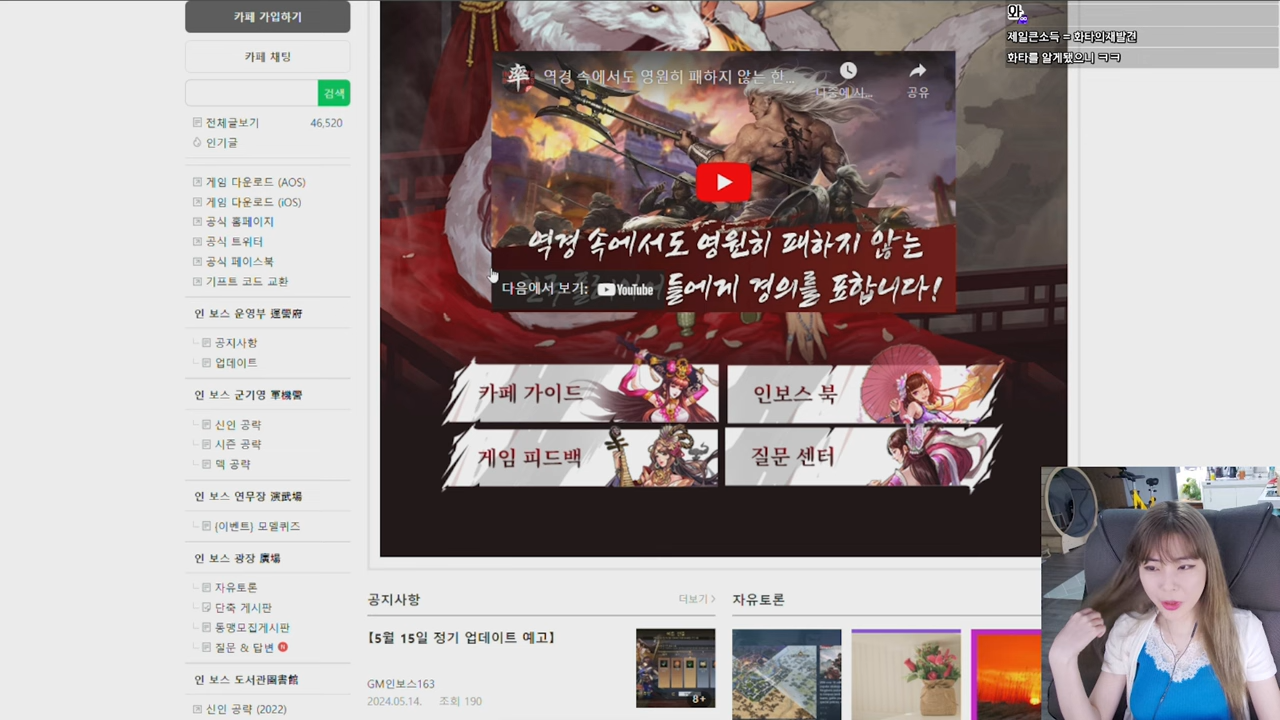 카페 가입하기
카페 채팅
검색
전체글보기 46,520
인기글
게임 다운로드 (AOS)
게임 다운로드 (iOS)
공식 홈페이지
공식 트위터
공식 페이스북
기프트 코드 교환
인 보스 운영부 運營府
공지사항
업데이트
인 보스 군기영 軍機營
신인 공략
시즌 공략
덱 공략
인 보스 연무장 演武場
(이벤트) 모델퀴즈
인 보스 광장 廣場
자유토론
단축 게시판
동맹모집게시판
질문 & 답변 N
인 보스 도서관圖書館
신인 공략 (2022)
역경 속에서도 영원히 패하지 않는 한...
나중에 시...
공유
역경 속에서도 영원히 패하지 않는
들에게 경의를 표합니다!
다음에서 보기: YouTube
카페 가이드
인보스 북
게임 피드백
질문 센터
공지사항
더보기
자유토론
[5월 15일 정기 업데이트 예고]
GM인보스163
2024.05.14. 조회 190
8+
와
제일큰소득 = 화타의재발견
화타를 알게됐으니 ㅋㅋ